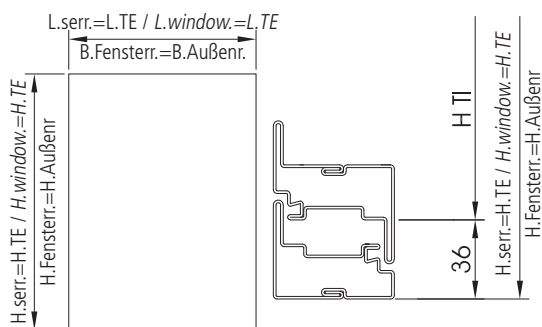 L.serr.=L.TE / L.window.=L.TE
B.Fensterr.=B.Außenr.
H.serr.=H.TE / H.window.=H.TE
H.Fensterr.=H.Außenr
H TI
36
H.serr.=H.TE / H.window.=H.TE
H.Fensterr.=H.Außenr